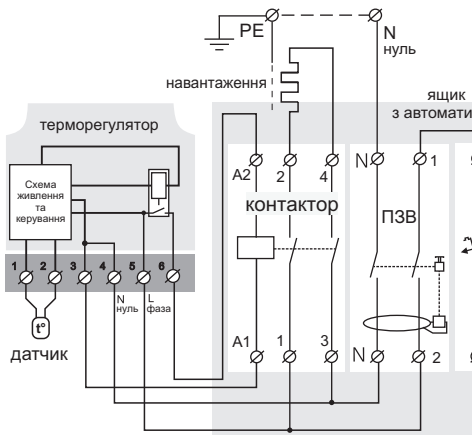 PE
N
нуль
навантаження
ящик
з автомати
терморегулятор
Схема
живлення
та
керування
A2
2
4
N
1
контактор
ПЗВ
1
2
3
4
5
6
N
нуль
L
фаза
t°
датчик
A1
1
3
N
2